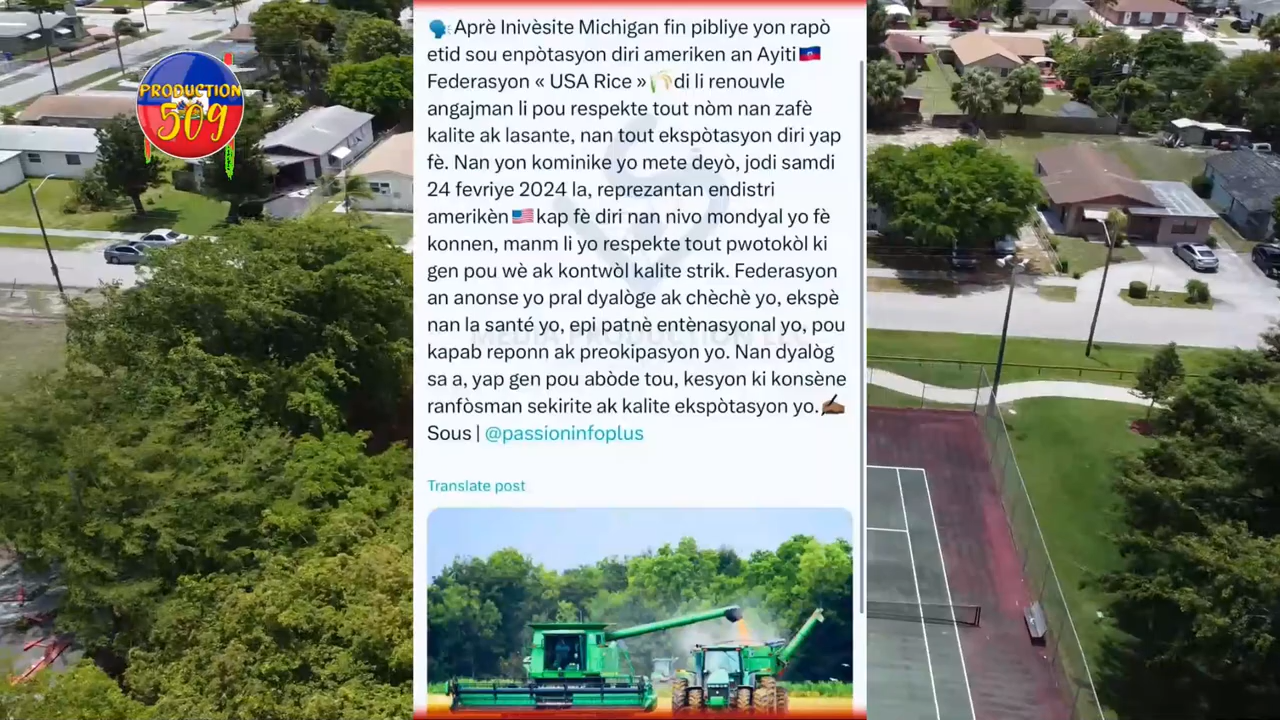 PRODUCTION
509
🗣️Aprè Inivèsite Michigan fin pibliye yon rapò
etid sou enpòtasyon diri ameriken an Ayiti🇭🇹
Federasyon « USA Rice »🌾di li renouvle
angajman li pou respekte tout nòm nan zafè
kalite ak lasante, nan tout ekspòtasyon diri yap
fè. Nan yon kominike yo mete deyò, jodi samdi
24 fevriye 2024 la, reprezantan endistri
amerikèn🇺🇸kap fè diri nan nivo mondyal yo fè
konnen, manm li yo respekte tout pwotokòl ki
gen pou wè ak kontwòl kalite strik. Federasyon
an anonse yo pral dyalòge ak chèchè yo, ekspè
nan la santé yo, epi patnè entènasyonal yo, pou
kapab reponn ak preokipasyon yo. Nan dyalòg
sa a, yap gen pou abòde tou, kesyon ki konsène
ranfòsman sekirite ak kalite ekspòtasyon yo.✍🏾
Sous | @passioninfoplus
Translate post
MEDIA PRODUCTION LLC